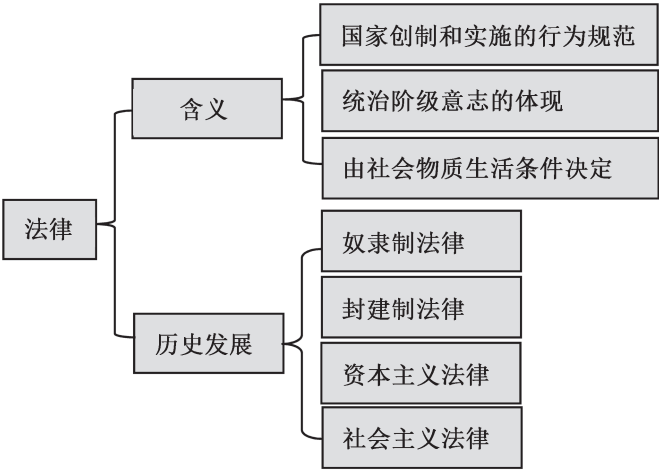 法律
含义
国家创制和实施的行为规范
统治阶级意志的体现
由社会物质生活条件决定
历史发展
奴隶制法律
封建制法律
资本主义法律
社会主义法律